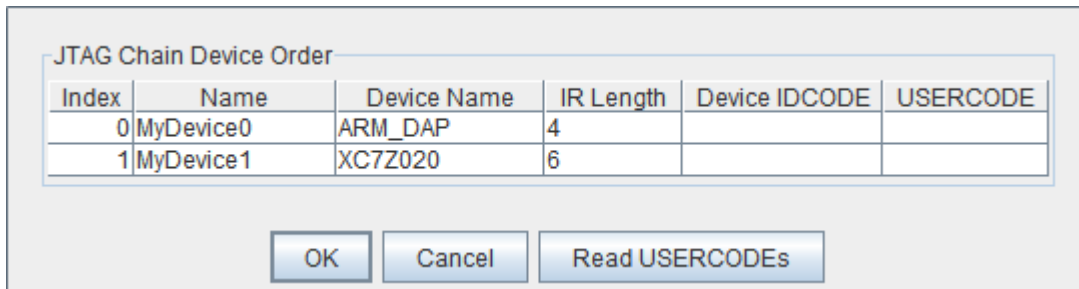 JTAG Chain Device Order
Index Name Device Name IR Length Device IDCODE USERCODE
0 MyDevice0 ARM_DAP 4
1 MyDevice1 XC7Z020 6
OK Cancel Read USERCODEs